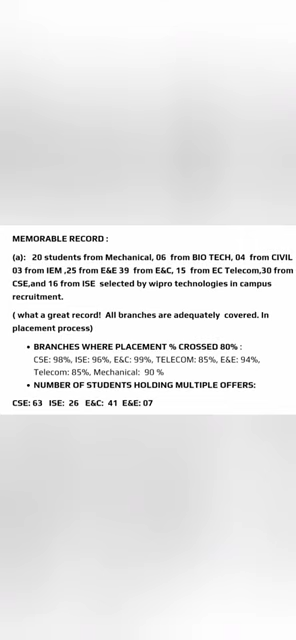 MEMORABLE RECORD :
(a): 20 students from Mechanical, 06 from BIO TECH, 04 from CIVIL
03 from IEM ,25 from E&E 39 from E&C, 15 from EC Telecom,30 from
CSE,and 16 from ISE selected by wipro technologies in campus
recruitment.
( what a great record! All branches are adequately covered. In
placement process)
• BRANCHES WHERE PLACEMENT % CROSSED 80% :
CSE: 98%, ISE: 96%, E&C: 99%, TELECOM: 85%, E&E: 94%,
Telecom: 85%, Mechanical: 90 %
• NUMBER OF STUDENTS HOLDING MULTIPLE OFFERS:
CSE: 63 ISE: 26 E&C: 41 E&E: 07